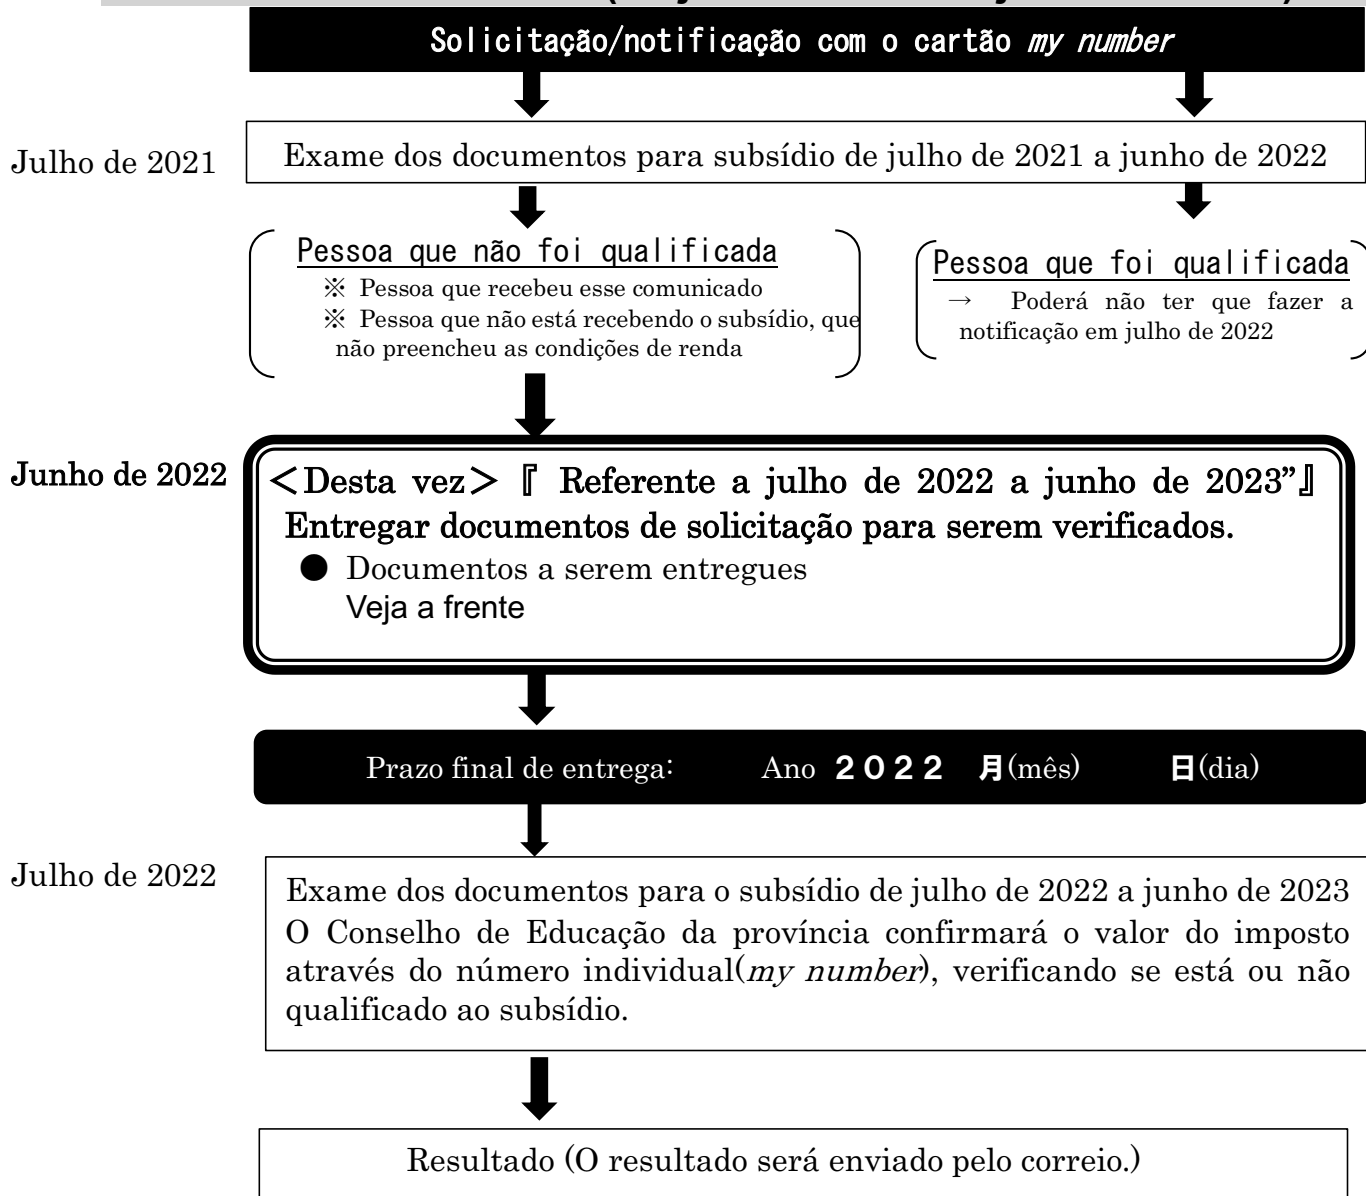 Solicitação/notificação com o cartão my number
Julho de 2021
Exame dos documentos para subsídio de julho de 2021 a junho de 2022
Pessoa que não foi qualificada
※ Pessoa que recebeu esse comunicado
※ Pessoa que não está recebendo o subsídio, que
não preencheu as condições de renda
Pessoa que foi qualificada
→ Poderá não ter que fazer a
notificação em julho de 2022
Junho de 2022
＜Desta vez＞『 Referente a julho de 2022 a junho de 2023”』
Entregar documentos de solicitação para serem verificados.
● Documentos a serem entregues
Veja a frente
Prazo final de entrega: Ano ２０２２ 月(mês) 日(dia)
Julho de 2022
Exame dos documentos para o subsídio de julho de 2022 a junho de 2023
O Conselho de Educação da província confirmará o valor do imposto
através do número individual(my number), verificando se está ou não
qualificado ao subsídio.
Resultado (O resultado será enviado pelo correio.)